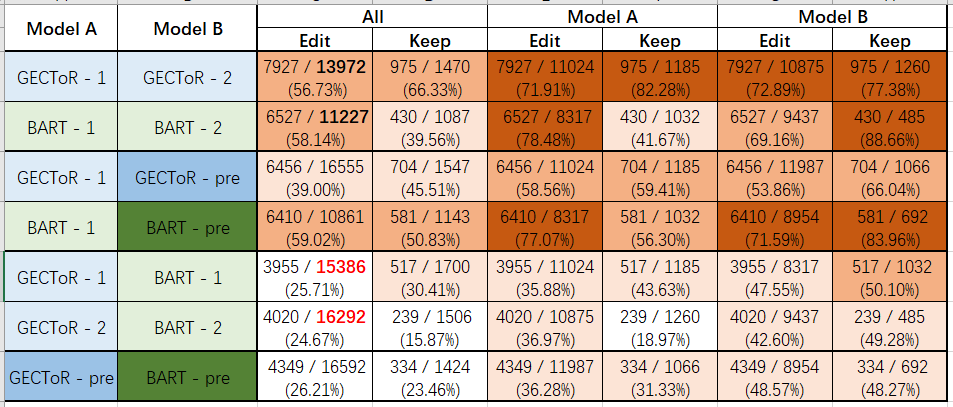 Model A Model B All Model A Model B
Edit Keep Edit Keep Edit Keep
GECToR - 1 GECToR - 2 7927 / 13972 975 / 1470 7927 / 11024 975 / 1185 7927 / 10875 975 / 1260
(56.73%) (66.33%) (71.91%) (82.28%) (72.89%) (77.38%)
BART - 1 BART - 2 6527 / 11227 430 / 1087 6527 / 8317 430 / 1032 6527 / 9437 430 / 485
(58.14%) (39.56%) (78.48%) (41.67%) (69.16%) (88.66%)
GECToR - 1 GECToR - pre 6456 / 16555 704 / 1547 6456 / 11024 704 / 1185 6456 / 11987 704 / 1066
(39.00%) (45.51%) (58.56%) (59.41%) (53.86%) (66.04%)
BART - 1 BART - pre 6410 / 10861 581 / 1143 6410 / 8317 581 / 1032 6410 / 8954 581 / 692
(59.02%) (50.83%) (77.07%) (56.30%) (71.59%) (83.96%)
GECToR - 1 BART - 1 3955 / 15386 517 / 1700 3955 / 11024 517 / 1185 3955 / 8317 517 / 1032
(25.71%) (30.41%) (35.88%) (43.63%) (47.55%) (50.10%)
GECToR - 2 BART - 2 4020 / 16292 239 / 1506 4020 / 10875 239 / 1260 4020 / 9437 239 / 485
(24.67%) (15.87%) (36.97%) (18.97%) (42.60%) (49.28%)
GECToR - pre BART - pre 4349 / 16592 334 / 1424 4349 / 11987 334 / 1066 4349 / 8954 334 / 692
(26.21%) (23.46%) (36.28%) (31.33%) (48.57%) (48.27%)